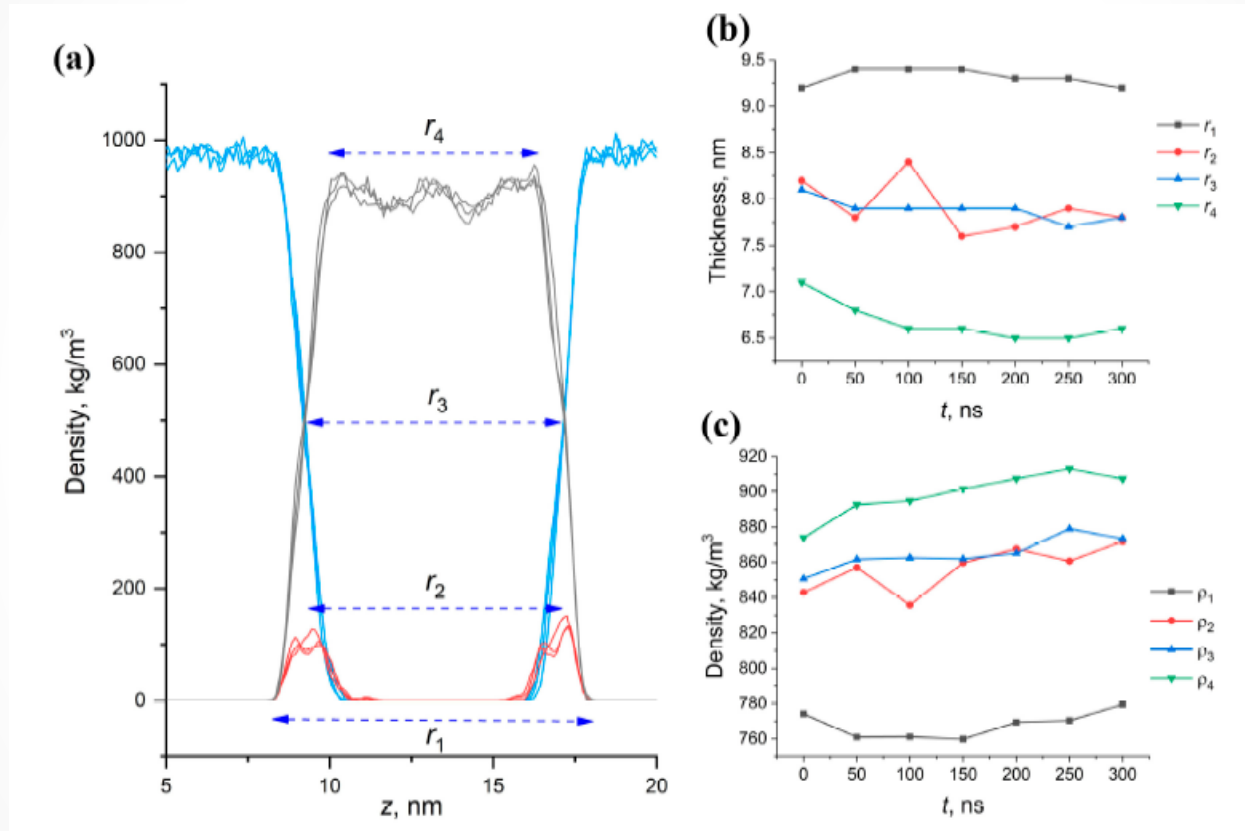 (a)
Density, kg/m³
1000
800
600
400
200
0
r₄
r₃
r₂
r₁
5
10
15
20
z, nm
(b)
Thickness, nm
9.5
9.0
8.5
8.0
7.5
7.0
6.5
0
50
100
150
200
250
300
t, ns
r₁
r₂
r₃
r₄
(c)
Density, kg/m³
920
900
880
860
840
820
800
780
760
0
50
100
150
200
250
300
t, ns
ρ₁
ρ₂
ρ₃
ρ₄